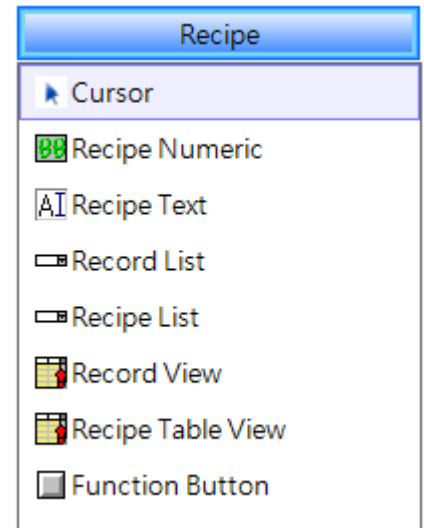 Recipe
Cursor
Recipe Numeric
Recipe Text
Record List
Recipe List
Record View
Recipe Table View
Function Button